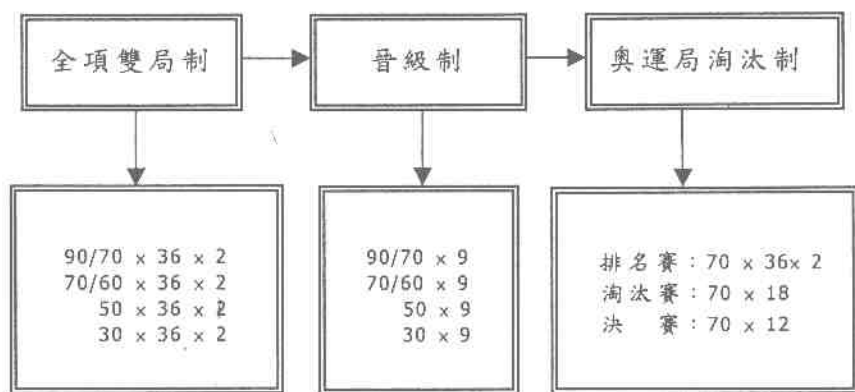 全項雙局制
晉級制
奧運局淘汰制
90/70 x 36 x 2
70/60 x 36 x 2
50 x 36 x 2
30 x 36 x 2
90/70 x 9
70/60 x 9
50 x 9
30 x 9
排名賽：70 x 36x 2
淘汰賽：70 x 18
決　賽：70 x 12